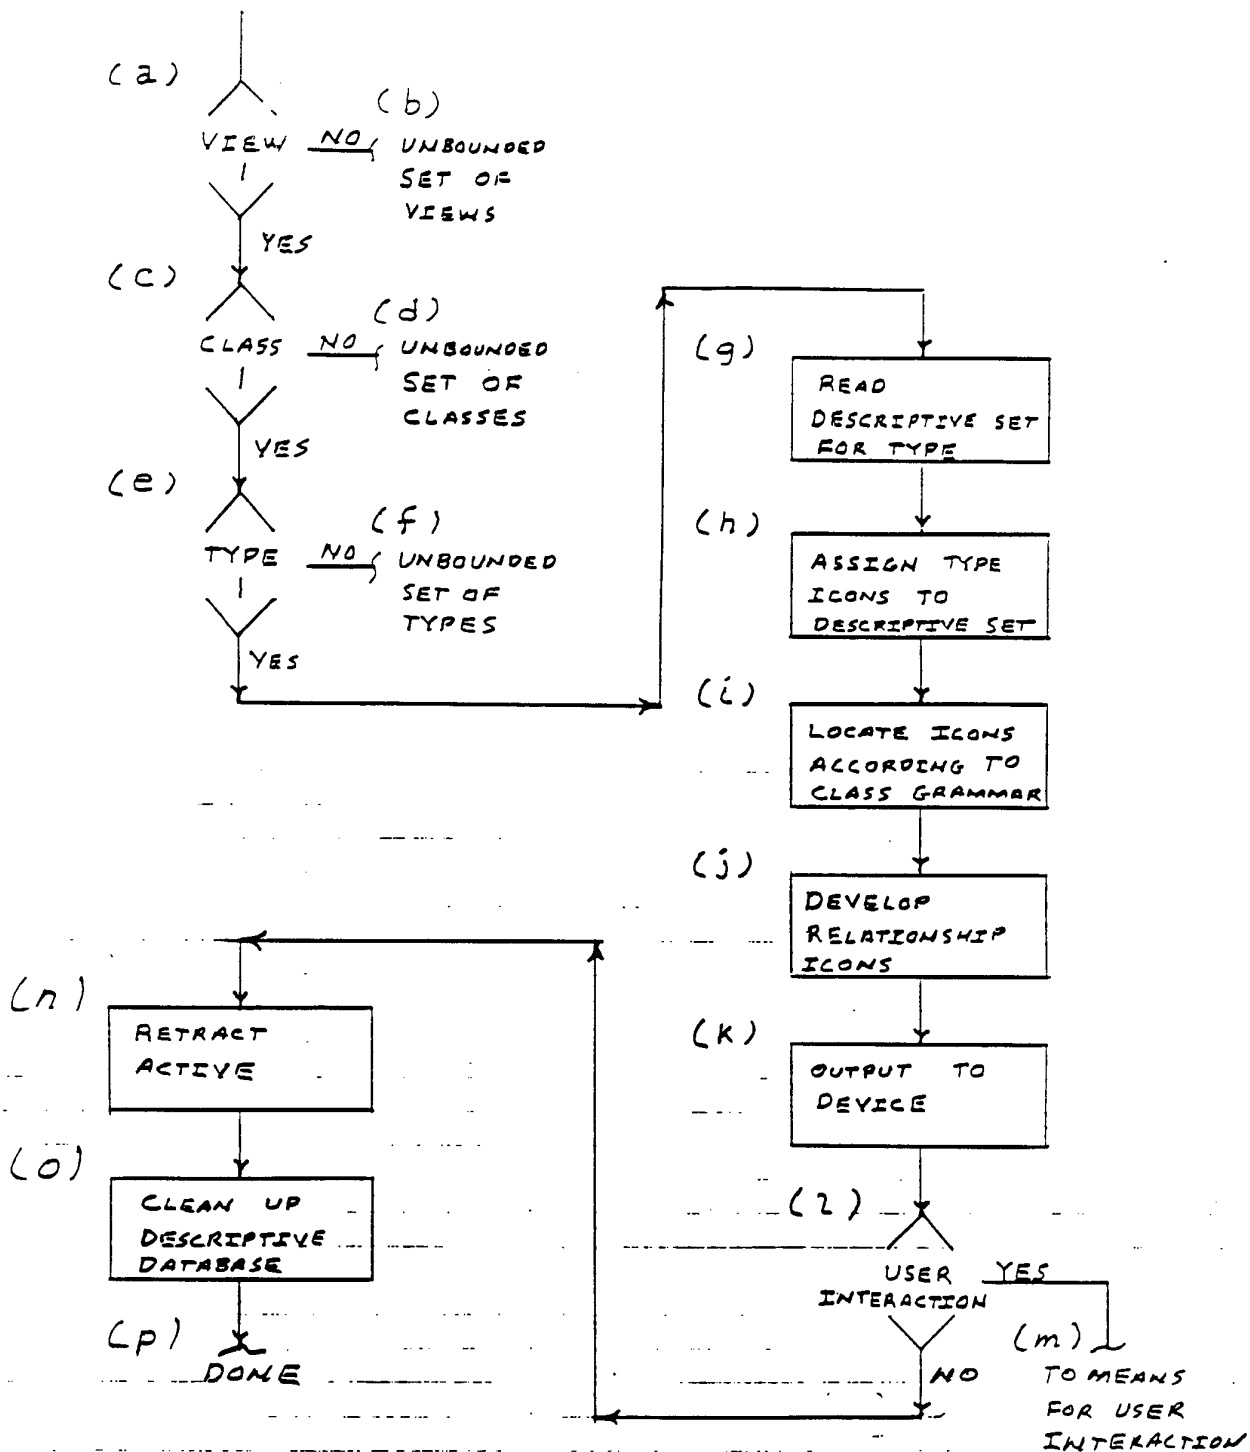 (a)
VIEW
NO
(b)
UNBOUNDED
SET OF
VIEWS
YES
(c)
CLASS
NO
(d)
UNBOUNDED
SET OF
CLASSES
YES
(e)
TYPE
NO
(f)
UNBOUNDED
SET OF
TYPES
YES
(g)
READ
DESCRIPTIVE SET
FOR TYPE
(h)
ASSIGN TYPE
ICONS TO
DESCRIPTIVE SET
(i)
LOCATE ICONS
ACCORDING TO
CLASS GRAMMAR
(j)
DEVELOP
RELATIONSHIP
ICONS
(k)
OUTPUT TO
DEVICE
(l)
USER
INTERACTION
YES
(m)
TO MEANS
FOR USER
INTERACTION
NO
(n)
RETRACT
ACTIVE
(o)
CLEAN UP
DESCRIPTIVE
DATABASE
(p)
DONE